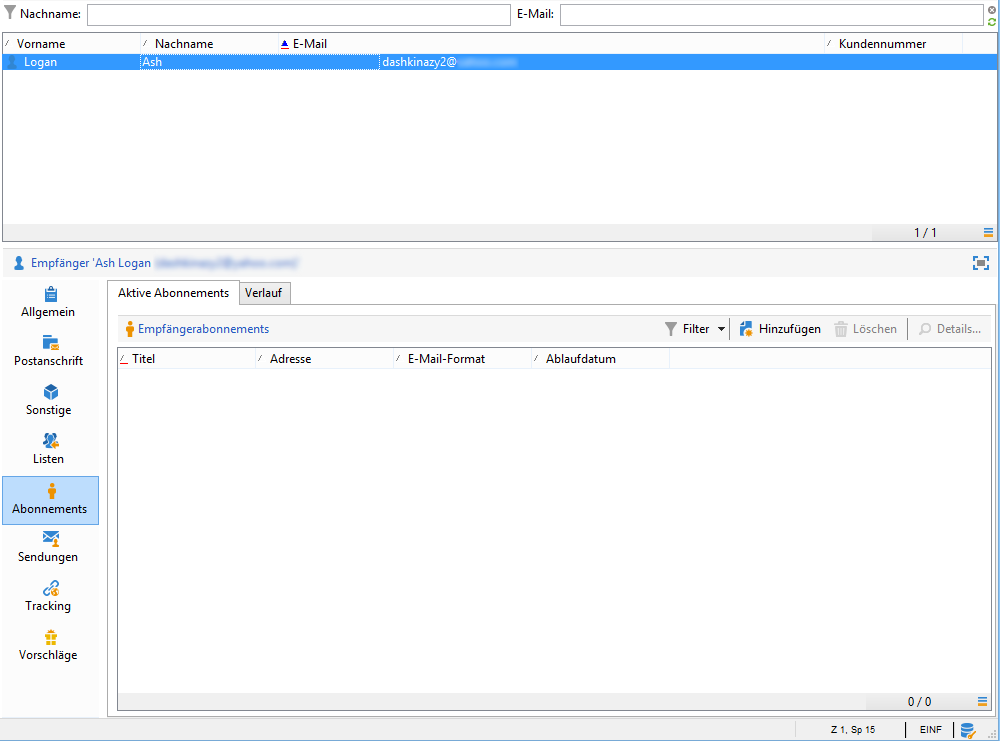 Nachname: E-Mail:
Vorname Nachname E-Mail Kundennummer
Logan Ash dashkinazy2@
1 / 1
Empfänger 'Ash Logan
Aktive Abonnements Verlauf
Allgemein
Empfängerabonnements Filter Hinzufügen Löschen Details...
Postanschrift
Titel Adresse E-Mail-Format Ablaufdatum
Sonstige
Listen
Abonnements
Sendungen
Tracking
Vorschläge
0 / 0
Z 1, Sp 15 EINF